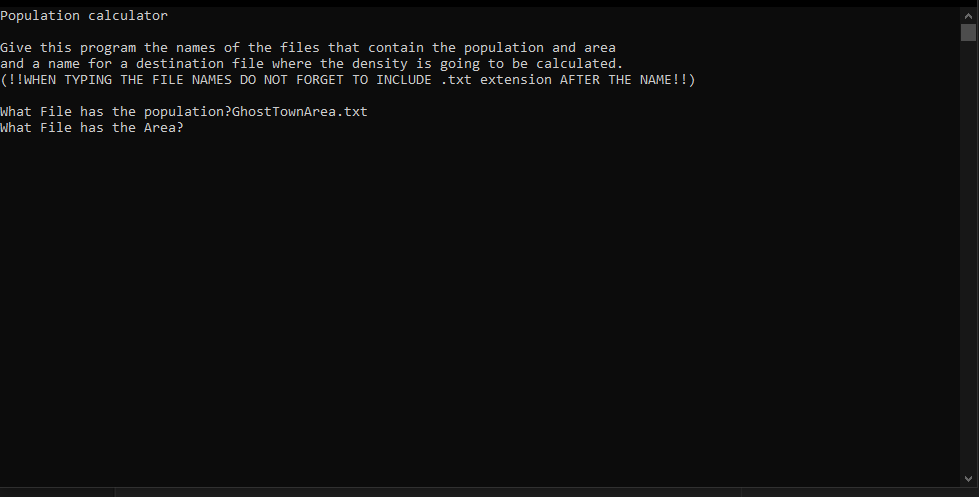 Population calculator
Give this program the names of the files that contain the population and area
and a name for a destination file where the density is going to be calculated.
(!!WHEN TYPING THE FILE NAMES DO NOT FORGET TO INCLUDE .txt extension AFTER THE NAME!!)
What File has the population?GhostTownArea.txt
What File has the Area?